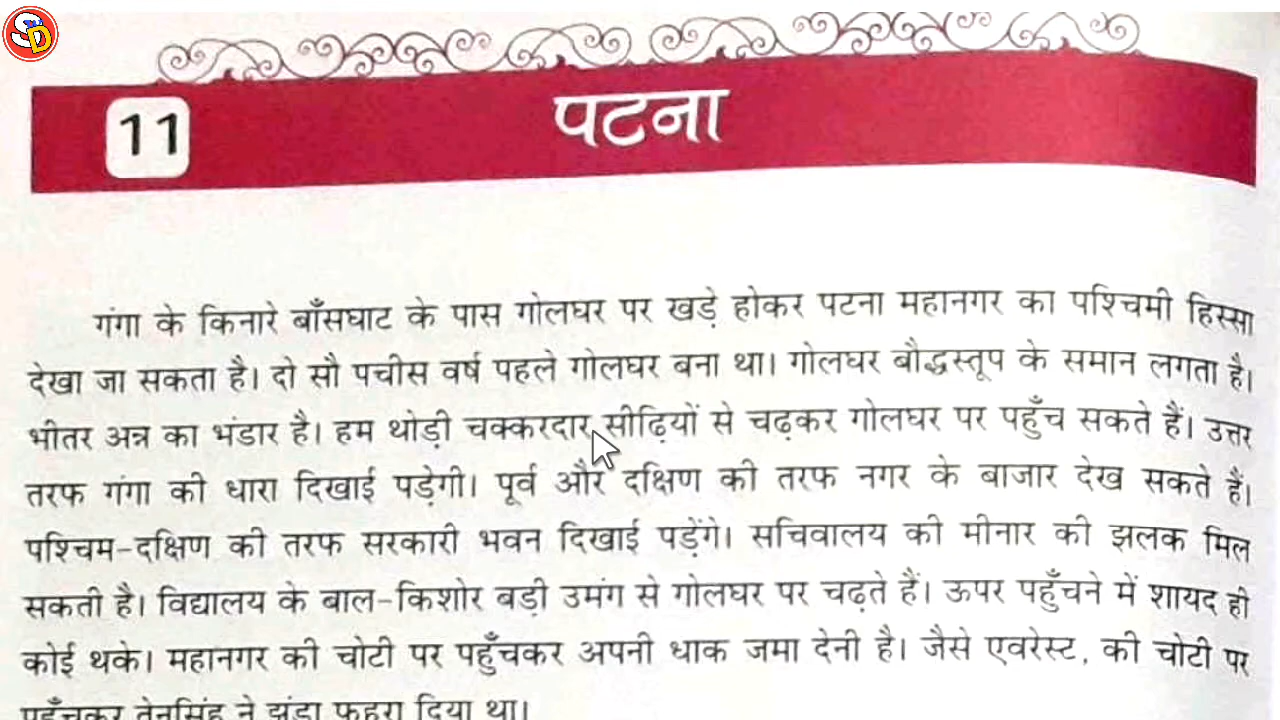 SD
11
पटना
गंगा के किनारे बाँसघाट के पास गोलघर पर खड़े होकर पटना महानगर का पश्चिमी हिस्सा
देखा जा सकता है। दो सौ पचीस वर्ष पहले गोलघर बना था। गोलघर बौद्धस्तूप के समान लगता है।
भीतर अन्न का भंडार है। हम थोड़ी चक्करदार सीढ़ियों से चढ़कर गोलघर पर पहुँच सकते हैं। उत्तर
तरफ गंगा की धारा दिखाई पड़ेगी। पूर्व और दक्षिण की तरफ नगर के बाजार देख सकते हैं।
पश्चिम-दक्षिण की तरफ सरकारी भवन दिखाई पड़ेंगे। सचिवालय की मीनार की झलक मिल
सकती है। विद्यालय के बाल-किशोर बड़ी उमंग से गोलघर पर चढ़ते हैं। ऊपर पहुँचने में शायद ही
कोई थके। महानगर की चोटी पर पहुँचकर अपनी धाक जमा देनी है। जैसे एवरेस्ट, की चोटी पर
पहुँचकर तेनसिंह ने झंडा फहरा दिया था।